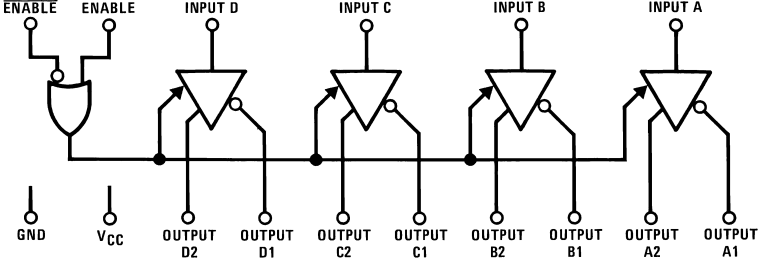 ENABLE ENABLE INPUT D INPUT C INPUT B INPUT A
GND VCC OUTPUT OUTPUT OUTPUT OUTPUT OUTPUT OUTPUT OUTPUT OUTPUT
D2 D1 C2 C1 B2 B1 A2 A1